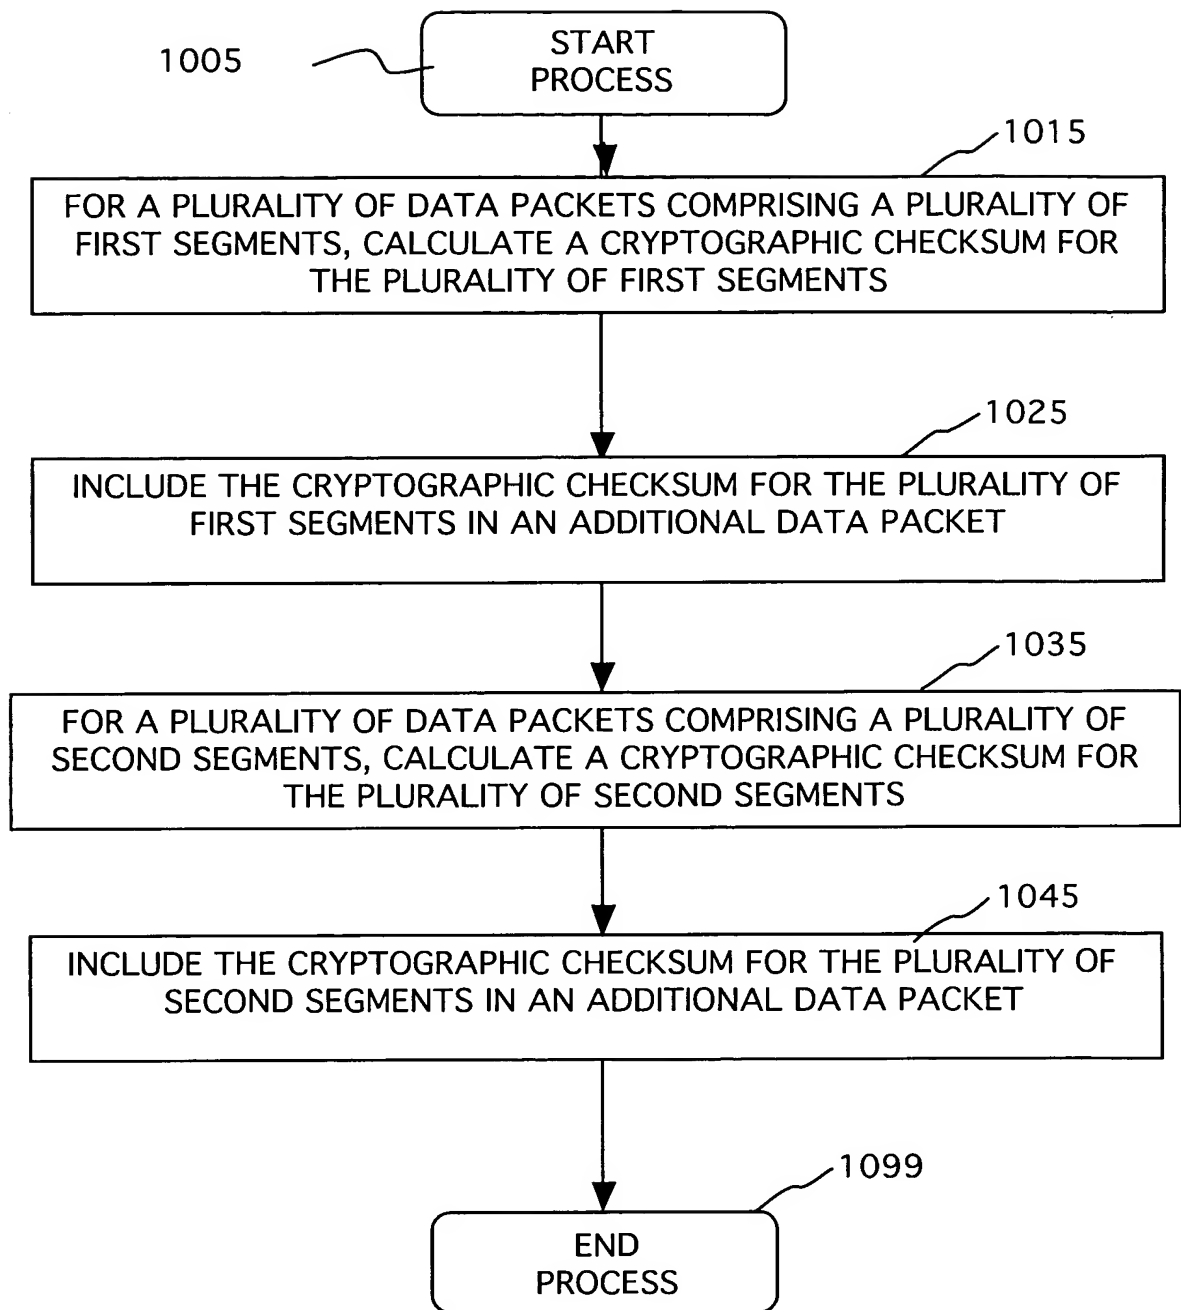 START
PROCESS
1005
1015
FOR A PLURALITY OF DATA PACKETS COMPRISING A PLURALITY OF
FIRST SEGMENTS, CALCULATE A CRYPTOGRAPHIC CHECKSUM FOR
THE PLURALITY OF FIRST SEGMENTS
1025
INCLUDE THE CRYPTOGRAPHIC CHECKSUM FOR THE PLURALITY OF
FIRST SEGMENTS IN AN ADDITIONAL DATA PACKET
1035
FOR A PLURALITY OF DATA PACKETS COMPRISING A PLURALITY OF
SECOND SEGMENTS, CALCULATE A CRYPTOGRAPHIC CHECKSUM FOR
THE PLURALITY OF SECOND SEGMENTS
1045
INCLUDE THE CRYPTOGRAPHIC CHECKSUM FOR THE PLURALITY OF
SECOND SEGMENTS IN AN ADDITIONAL DATA PACKET
1099
END
PROCESS